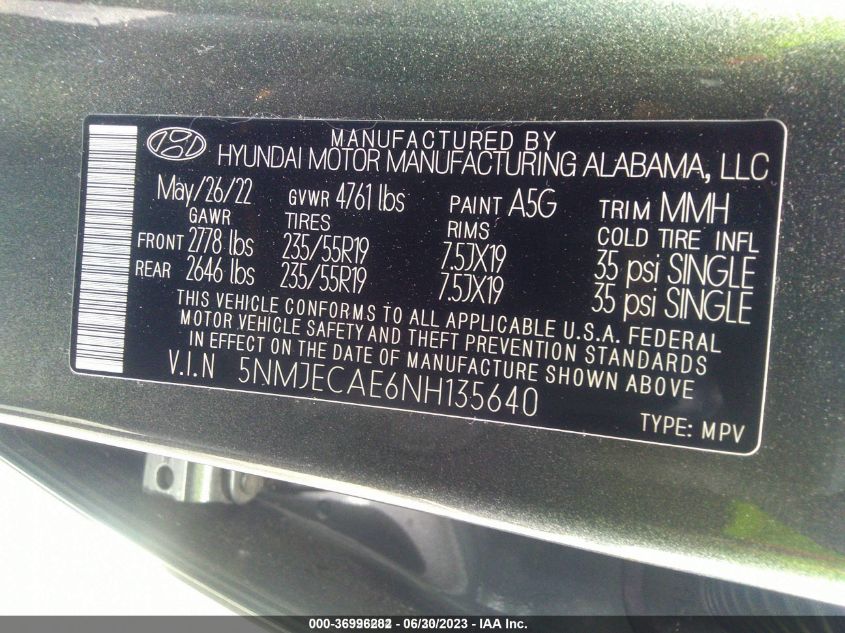 MANUFACTURED BY
HYUNDAI MOTOR MANUFACTURING ALABAMA, LLC
May/26/22 GVWR 4761 lbs PAINT A5G TRIM MMH
GAWR TIRES RIMS COLD TIRE INFL
FRONT 2778 lbs 235/55R19 7.5JX19 35 psi SINGLE
REAR 2646 lbs 235/55R19 7.5JX19 35 psi SINGLE
THIS VEHICLE CONFORMS TO ALL APPLICABLE U.S.A. FEDERAL
MOTOR VEHICLE SAFETY AND THEFT PREVENTION STANDARDS
IN EFFECT ON THE DATE OF MANUFACTURE SHOWN ABOVE
V.I.N 5NMJECAE6NH135640
TYPE: MPV
000-36996282 / 06/30/2023 - IAA Inc.